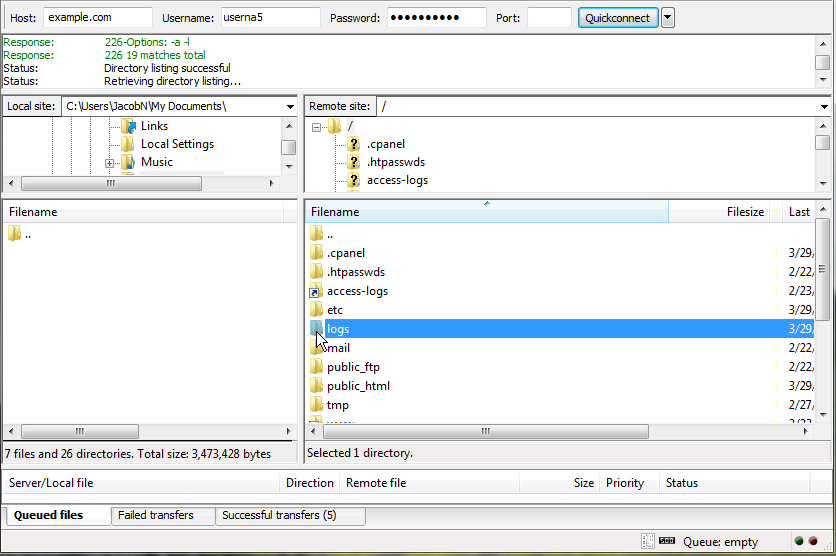 Host: example.com Username: userna5 Password: •••••••••• Port: Quickconnect
Response: 226-Options: -a -l
Response: 226 19 matches total
Status: Directory listing successful
Status: Retrieving directory listing...
Local site: C:\Users\JacobN\My Documents\
Links
Local Settings
Music
Remote site: /
/
.cpanel
.htpasswds
access-logs
Filename
..
7 files and 26 directories. Total size: 3,473,428 bytes
Filename Filesize Last
..
.cpanel 3/29/
.htpasswds 2/22/
access-logs 2/23/
etc 3/29/
logs 3/29/
mail 2/22/
public_ftp 2/22/
public_html 3/29/
tmp 2/27/
Selected 1 directory.
Server/Local file Direction Remote file Size Priority Status
Queued files Failed transfers Successful transfers (5)
Queue: empty